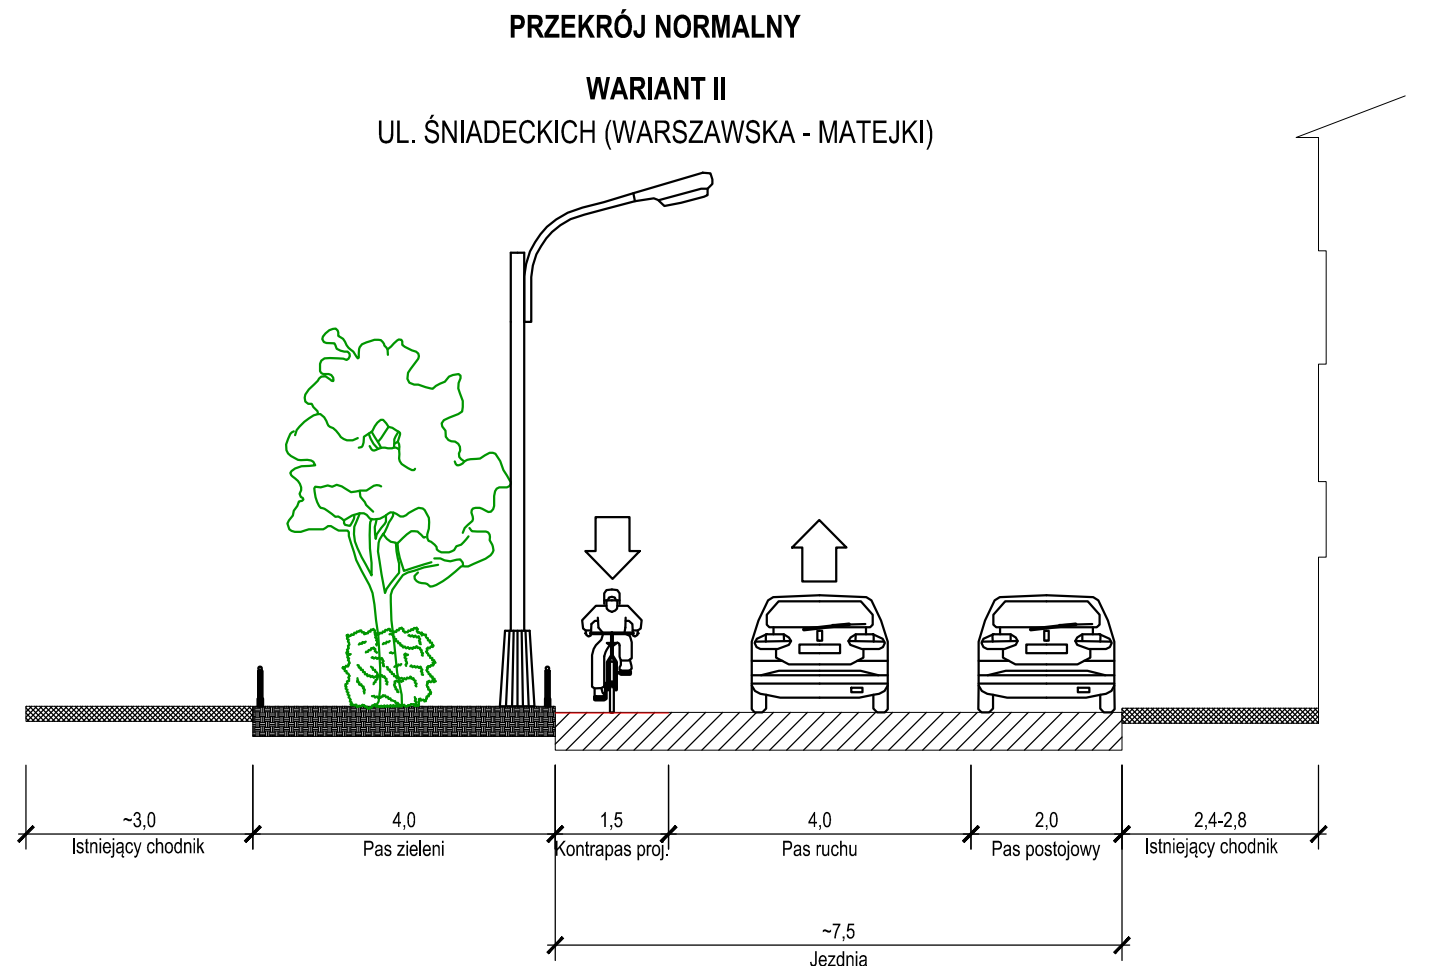 PRZEKRÓJ NORMALNY
WARIANT II
UL. ŚNIADECKICH (WARSZAWSKA - MATEJKI)
~3,0
Istniejący chodnik
4,0
Pas zieleni
1,5
Kontrapas proj.
4,0
Pas ruchu
2,0
Pas postojowy
2,4-2,8
Istniejący chodnik
~7,5
Jezdnia